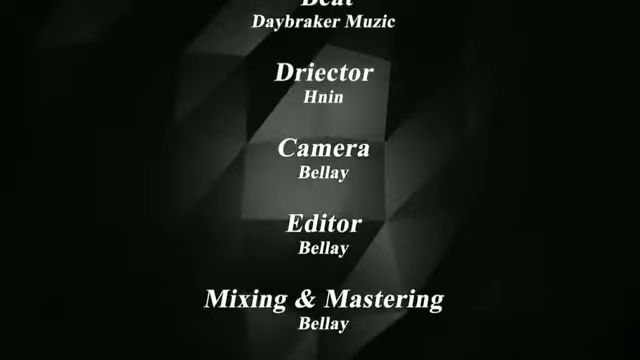 Beat
Daybraker Muzic
Driector
Hnin
Camera
Bellay
Editor
Bellay
Mixing & Mastering
Bellay